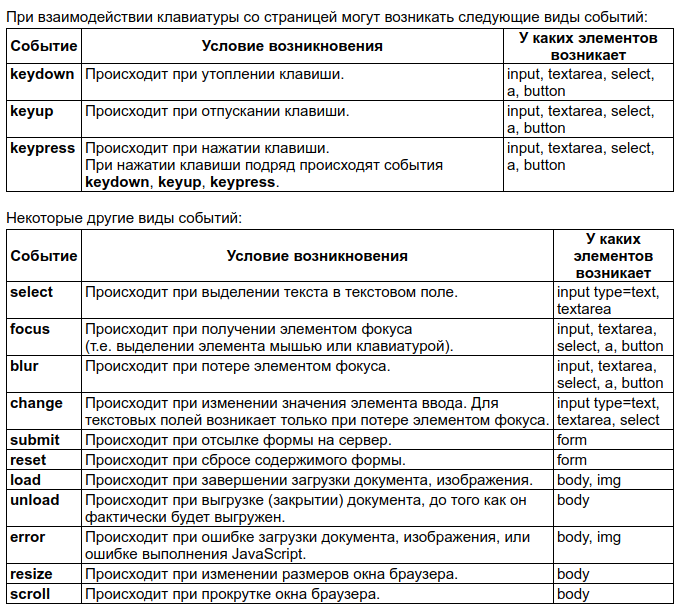 При взаимодействии клавиатуры со страницей могут возникать следующие виды событий:
Событие Условие возникновения У каких элементов
возникает
keydown Происходит при утоплении клавиши. input, textarea, select,
a, button
keyup Происходит при отпускании клавиши. input, textarea, select,
a, button
keypress Происходит при нажатии клавиши. input, textarea, select,
При нажатии клавиши подряд происходят события a, button
keydown, keyup, keypress.
Некоторые другие виды событий:
Событие Условие возникновения У каких
элементов
возникает
select Происходит при выделении текста в текстовом поле. input type=text,
textarea
focus Происходит при получении элементом фокуса input, textarea,
(т.е. выделении элемента мышью или клавиатурой). select, a, button
blur Происходит при потере элементом фокуса. input, textarea,
select, a, button
change Происходит при изменении значения элемента ввода. Для input type=text,
текстовых полей возникает только при потере элементом фокуса. textarea, select
submit Происходит при отсылке формы на сервер. form
reset Происходит при сбросе содержимого формы. form
load Происходит при завершении загрузки документа, изображения. body, img
unload Происходит при выгрузке (закрытии) документа, до того как он body
фактически будет выгружен.
error Происходит при ошибке загрузки документа, изображения, или body, img
ошибке выполнения JavaScript.
resize Происходит при изменении размеров окна браузера. body
scroll Происходит при прокрутке окна браузера. body